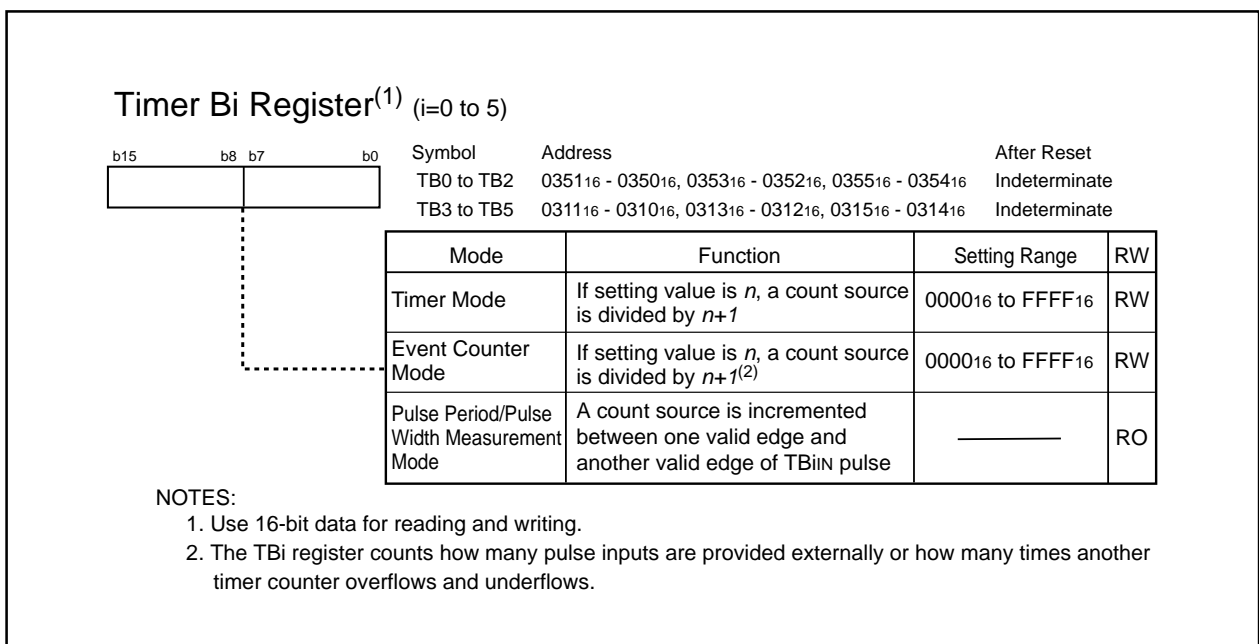 Timer Bi Register(1) (i=0 to 5)
b15 b8 b7 b0
Symbol Address After Reset
TB0 to TB2 035116 - 035016, 035316 - 035216, 035516 - 035416 Indeterminate
TB3 to TB5 031116 - 031016, 031316 - 031216, 031516 - 031416 Indeterminate
Mode Function Setting Range RW
Timer Mode
If setting value is n, a count source
is divided by n+1
000016 to FFFF16 RW
Event Counter
Mode
If setting value is n, a count source
is divided by n+1(2)
000016 to FFFF16 RW
Pulse Period/Pulse
Width Measurement
Mode
A count source is incremented
between one valid edge and
another valid edge of TBiIN pulse
RO
NOTES:
1. Use 16-bit data for reading and writing.
2. The TBi register counts how many pulse inputs are provided externally or how many times another
timer counter overflows and underflows.